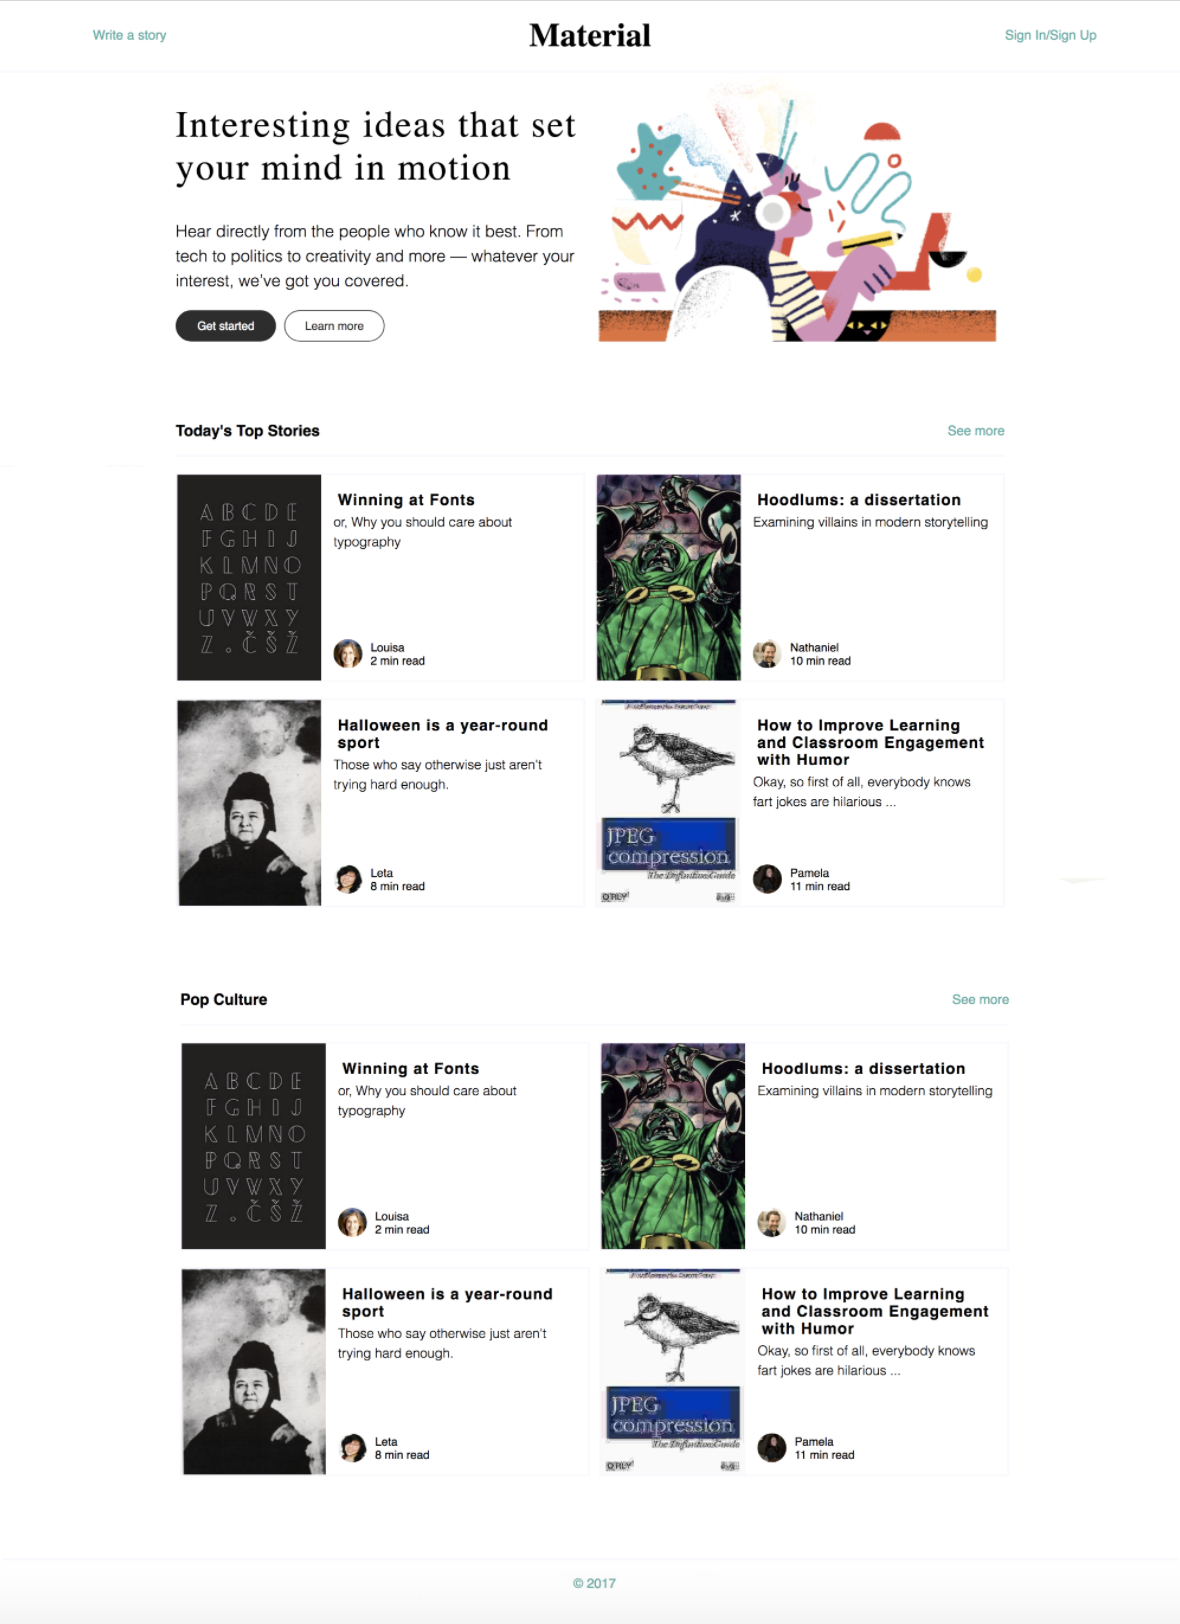 Write a story
Material
Sign In/Sign Up
Interesting ideas that set
your mind in motion
Hear directly from the people who know it best. From
tech to politics to creativity and more — whatever your
interest, we've got you covered.
Get started
Learn more
Today's Top Stories
See more
A B C D E
F G H I J
K L M N O
P Q R S T
U V W X Y
Z . Č Š Ž
Winning at Fonts
or, Why you should care about
typography
Louisa
2 min read
Hoodlums: a dissertation
Examining villains in modern storytelling
Nathaniel
10 min read
Halloween is a year-round
sport
Those who say otherwise just aren't
trying hard enough.
Leta
8 min read
JPEG
compression
The Definitive Guide
O RLY?
How to Improve Learning
and Classroom Engagement
with Humor
Okay, so first of all, everybody knows
fart jokes are hilarious ...
Pamela
11 min read
Pop Culture
See more
A B C D E
F G H I J
K L M N O
P Q R S T
U V W X Y
Z . Č Š Ž
Winning at Fonts
or, Why you should care about
typography
Louisa
2 min read
Hoodlums: a dissertation
Examining villains in modern storytelling
Nathaniel
10 min read
Halloween is a year-round
sport
Those who say otherwise just aren't
trying hard enough.
Leta
8 min read
JPEG
compression
The Definitive Guide
O RLY?
How to Improve Learning
and Classroom Engagement
with Humor
Okay, so first of all, everybody knows
fart jokes are hilarious ...
Pamela
11 min read
© 2017